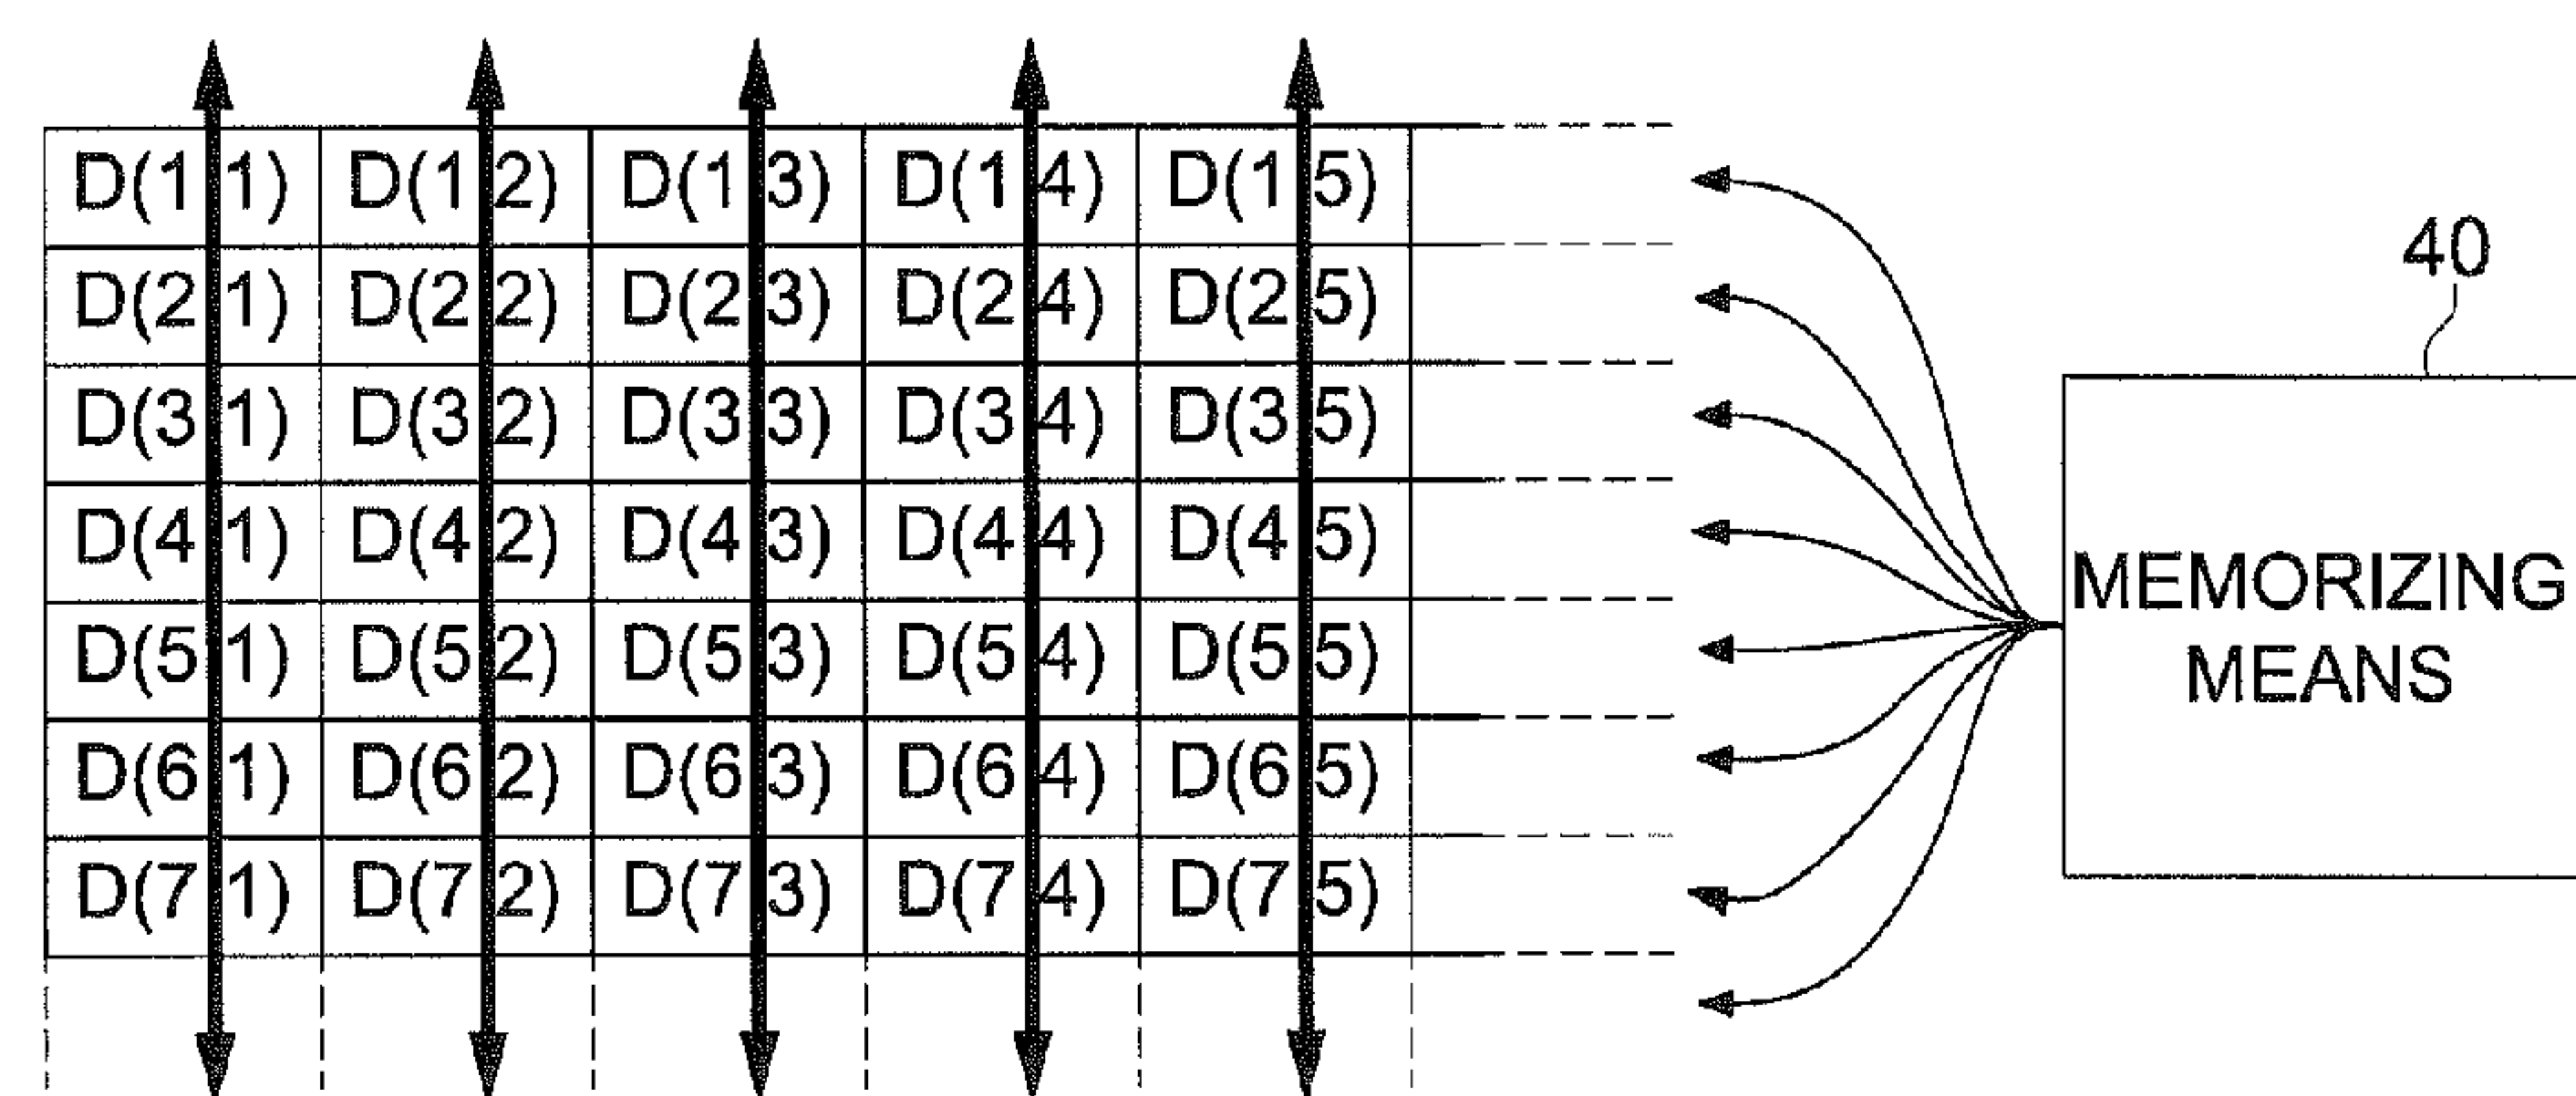 D(1 1) D(1 2) D(1 3) D(1 4) D(1 5)
D(2 1) D(2 2) D(2 3) D(2 4) D(2 5)
D(3 1) D(3 2) D(3 3) D(3 4) D(3 5)
D(4 1) D(4 2) D(4 3) D(4 4) D(4 5)
D(5 1) D(5 2) D(5 3) D(5 4) D(5 5)
D(6 1) D(6 2) D(6 3) D(6 4) D(6 5)
D(7 1) D(7 2) D(7 3) D(7 4) D(7 5)
40
MEMORIZING
MEANS